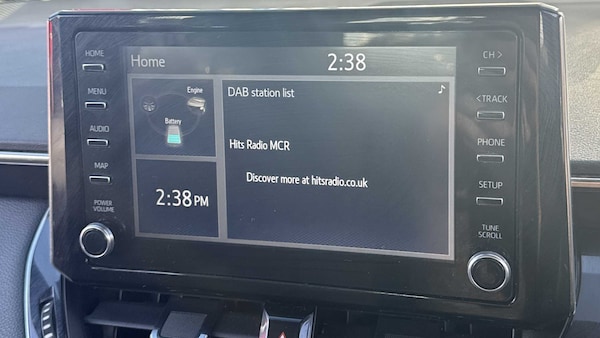 HOME
MENU
AUDIO
MAP
POWER
VOLUME
Home
2:38
Engine
Battery
2:38 PM
DAB station list
Hits Radio MCR
Discover more at hitsradio.co.uk
CH >
< TRACK
PHONE
SETUP
TUNE
SCROLL